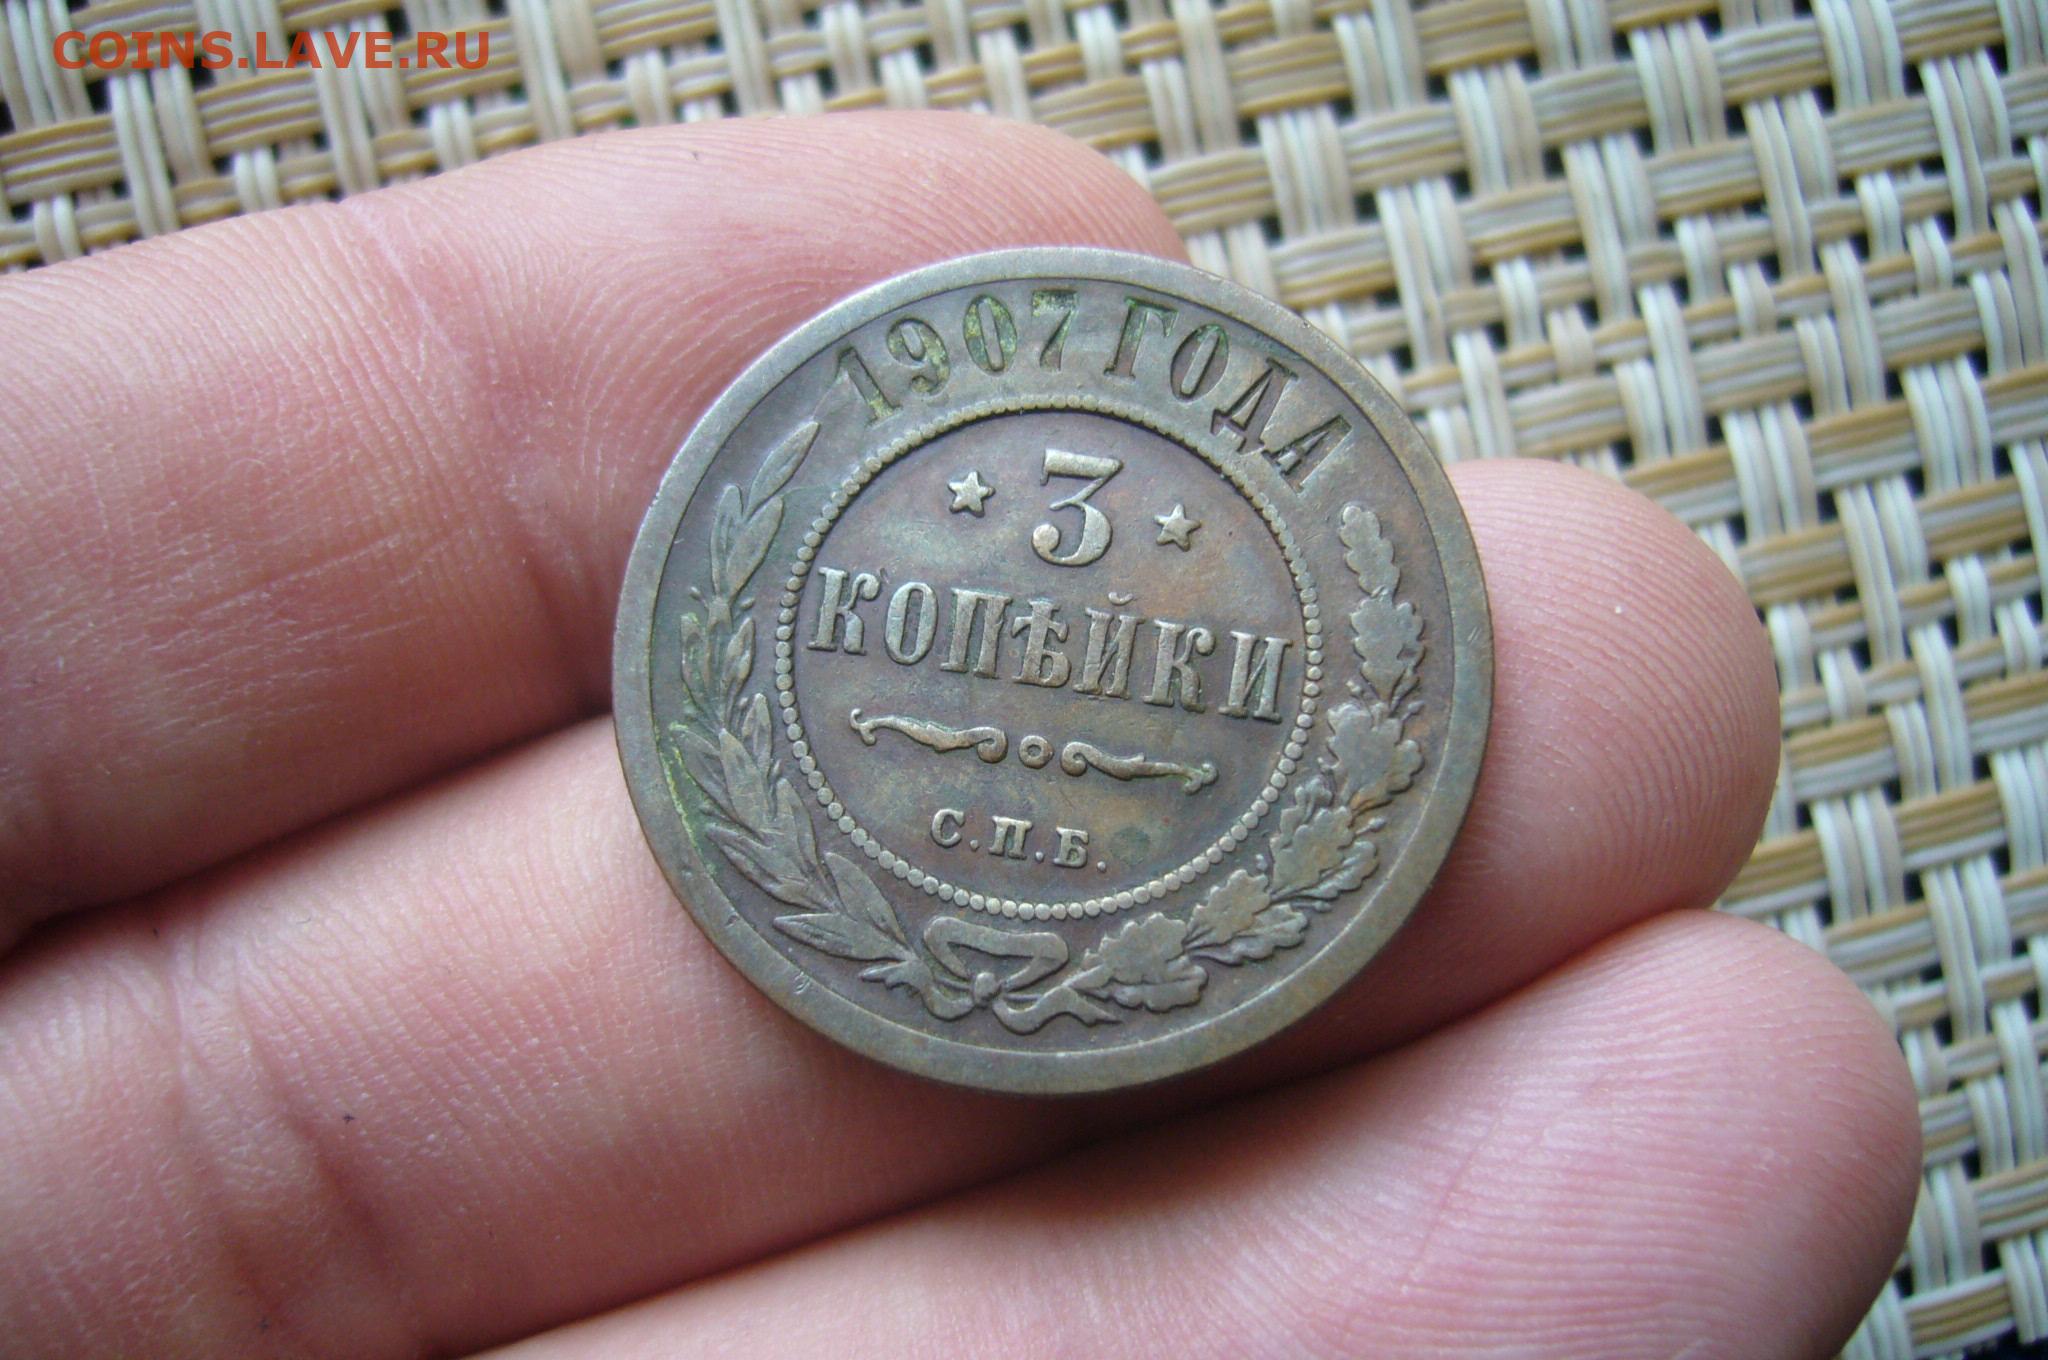 COINS.LAVE.RU
1907 ГОДА
3
КОПѢЙКИ
С.П.Б.